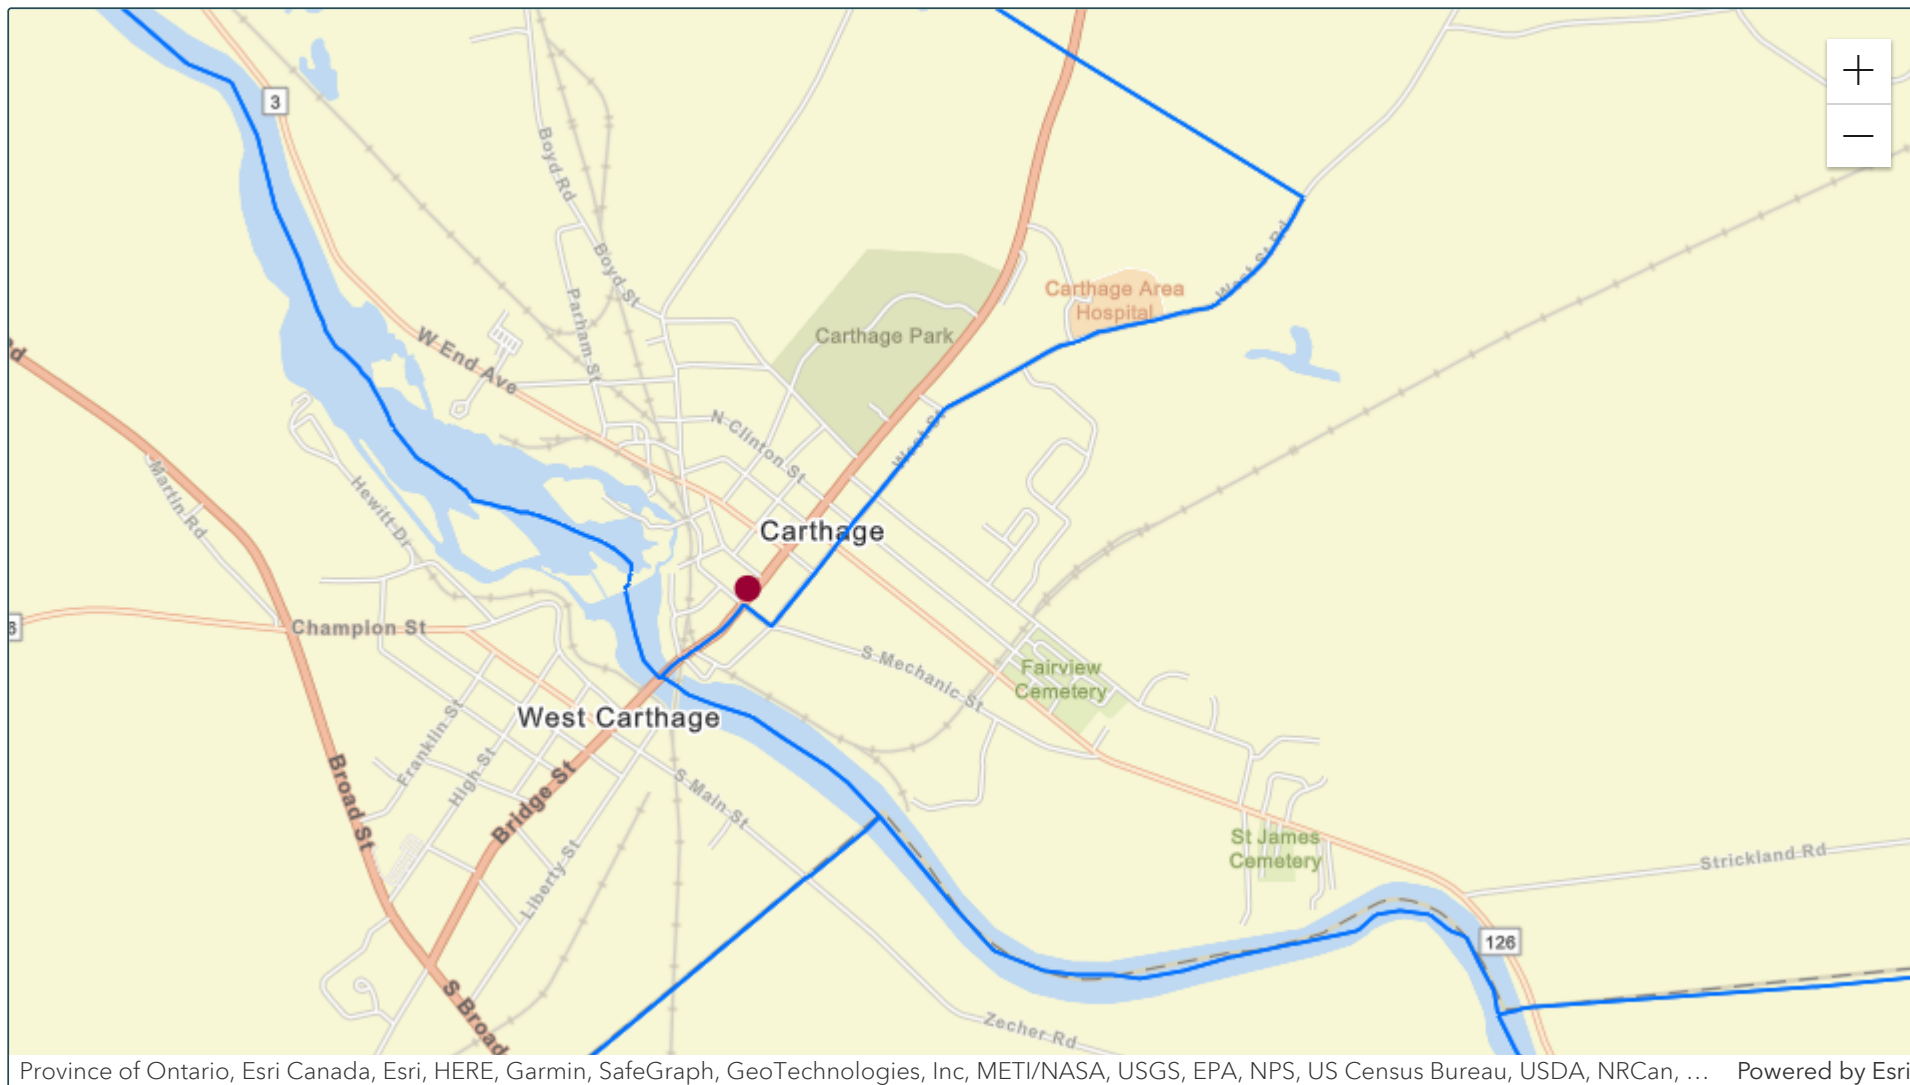 3
Boyd Rd
Boyd St
Parham St
W End Ave
Carthage Area
Hospital
West St Rd
Carthage Park
West St
N Clinton St
Rd
Martin Rd
Hewitt Dr
Carthage
Champion St
S Mechanic St
Fairview
Cemetery
West Carthage
Franklin St
High St
Broad St
Bridge St
S Main St
Liberty St
St James
Cemetery
Strickland Rd
126
S Broad
Zecher Rd
Province of Ontario, Esri Canada, Esri, HERE, Garmin, SafeGraph, GeoTechnologies, Inc, METI/NASA, USGS, EPA, NPS, US Census Bureau, USDA, NRCan, ... Powered by Esri